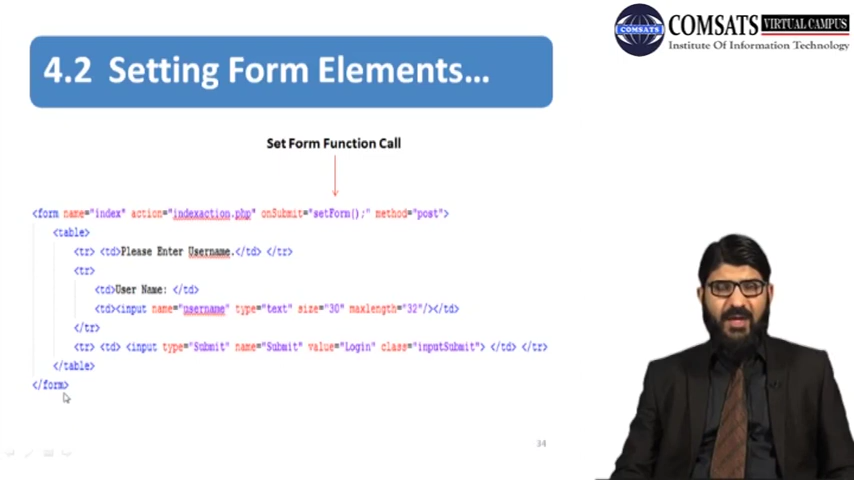 COMSATS
COMSATS VIRTUAL CAMPUS
Institute Of Information Technology
4.2 Setting Form Elements...
Set Form Function Call
<form name="index" action="indexaction.php" onSubmit="setForm();" method="post">
<table>
<tr> <td>Please Enter Username.</td> </tr>
<tr>
<td>User Name: </td>
<td><input name="username" type="text" size="30" maxlength="32"/></td>
</tr>
<tr> <td> <input type="Submit" name="Submit" value="Login" class="inputSubmit"> </td> </tr>
</table>
</form>
34